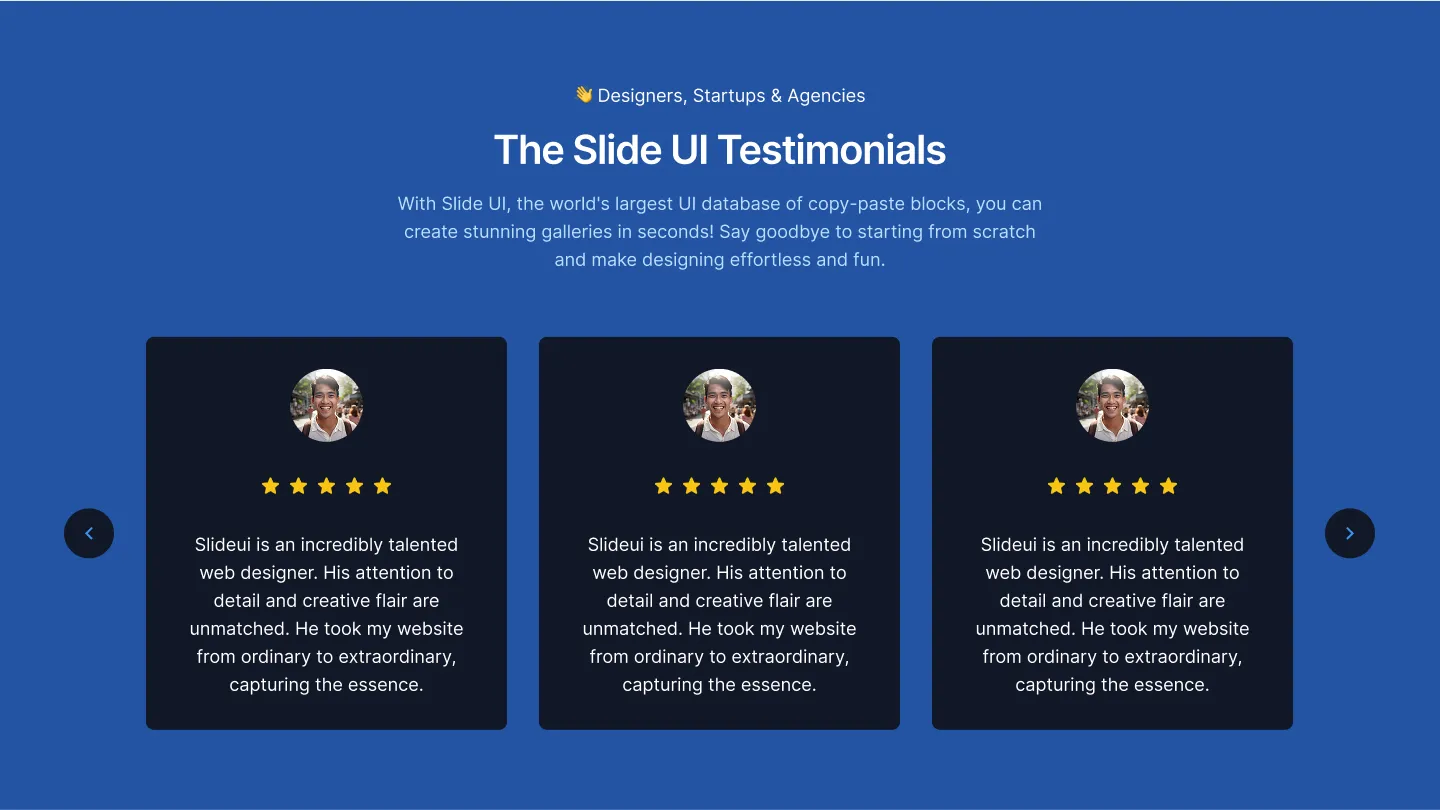 👋 Designers, Startups & Agencies
The Slide UI Testimonials
With Slide UI, the world's largest UI database of copy-paste blocks, you can
create stunning galleries in seconds! Say goodbye to starting from scratch
and make designing effortless and fun.
Slideui is an incredibly talented
web designer. His attention to
detail and creative flair are
unmatched. He took my website
from ordinary to extraordinary,
capturing the essence.
Slideui is an incredibly talented
web designer. His attention to
detail and creative flair are
unmatched. He took my website
from ordinary to extraordinary,
capturing the essence.
Slideui is an incredibly talented
web designer. His attention to
detail and creative flair are
unmatched. He took my website
from ordinary to extraordinary,
capturing the essence.